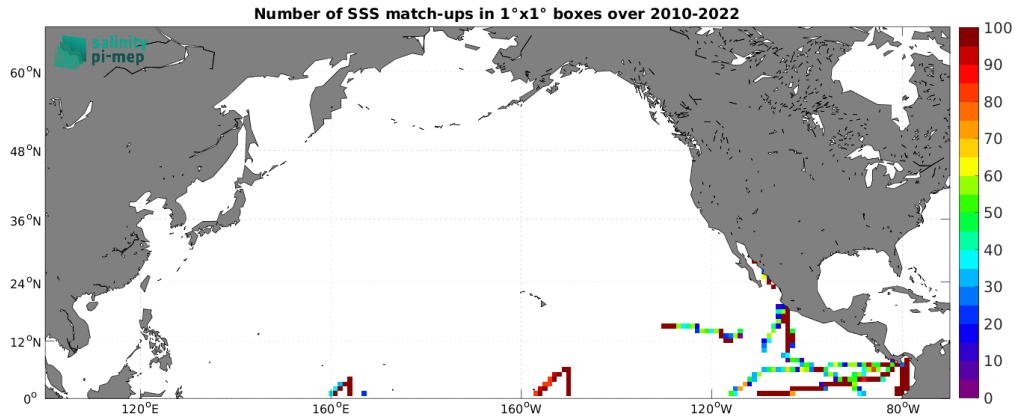 Number of SSS match-ups in 1°x1° boxes over 2010-2022
salinity
pi-mep
60°N
48°N
36°N
24°N
12°N
0°
120°E
160°E
160°W
120°W
80°W
100
90
80
70
60
50
40
30
20
10
0